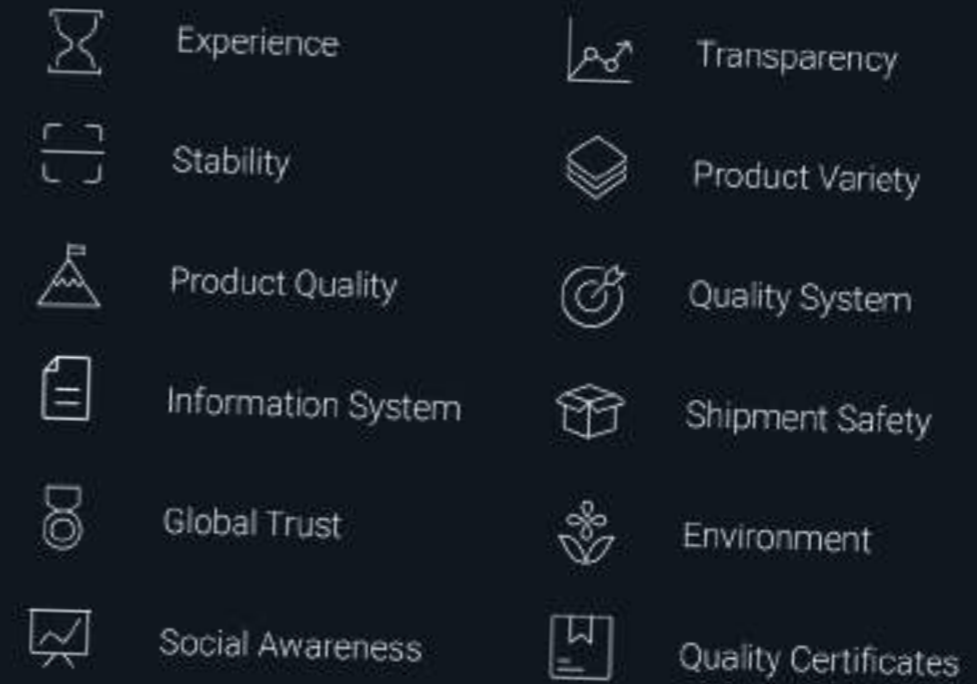 Experience
Transparency
Stability
Product Variety
Product Quality
Quality System
Information System
Shipment Safety
Global Trust
Environment
Social Awareness
Quality Certificates